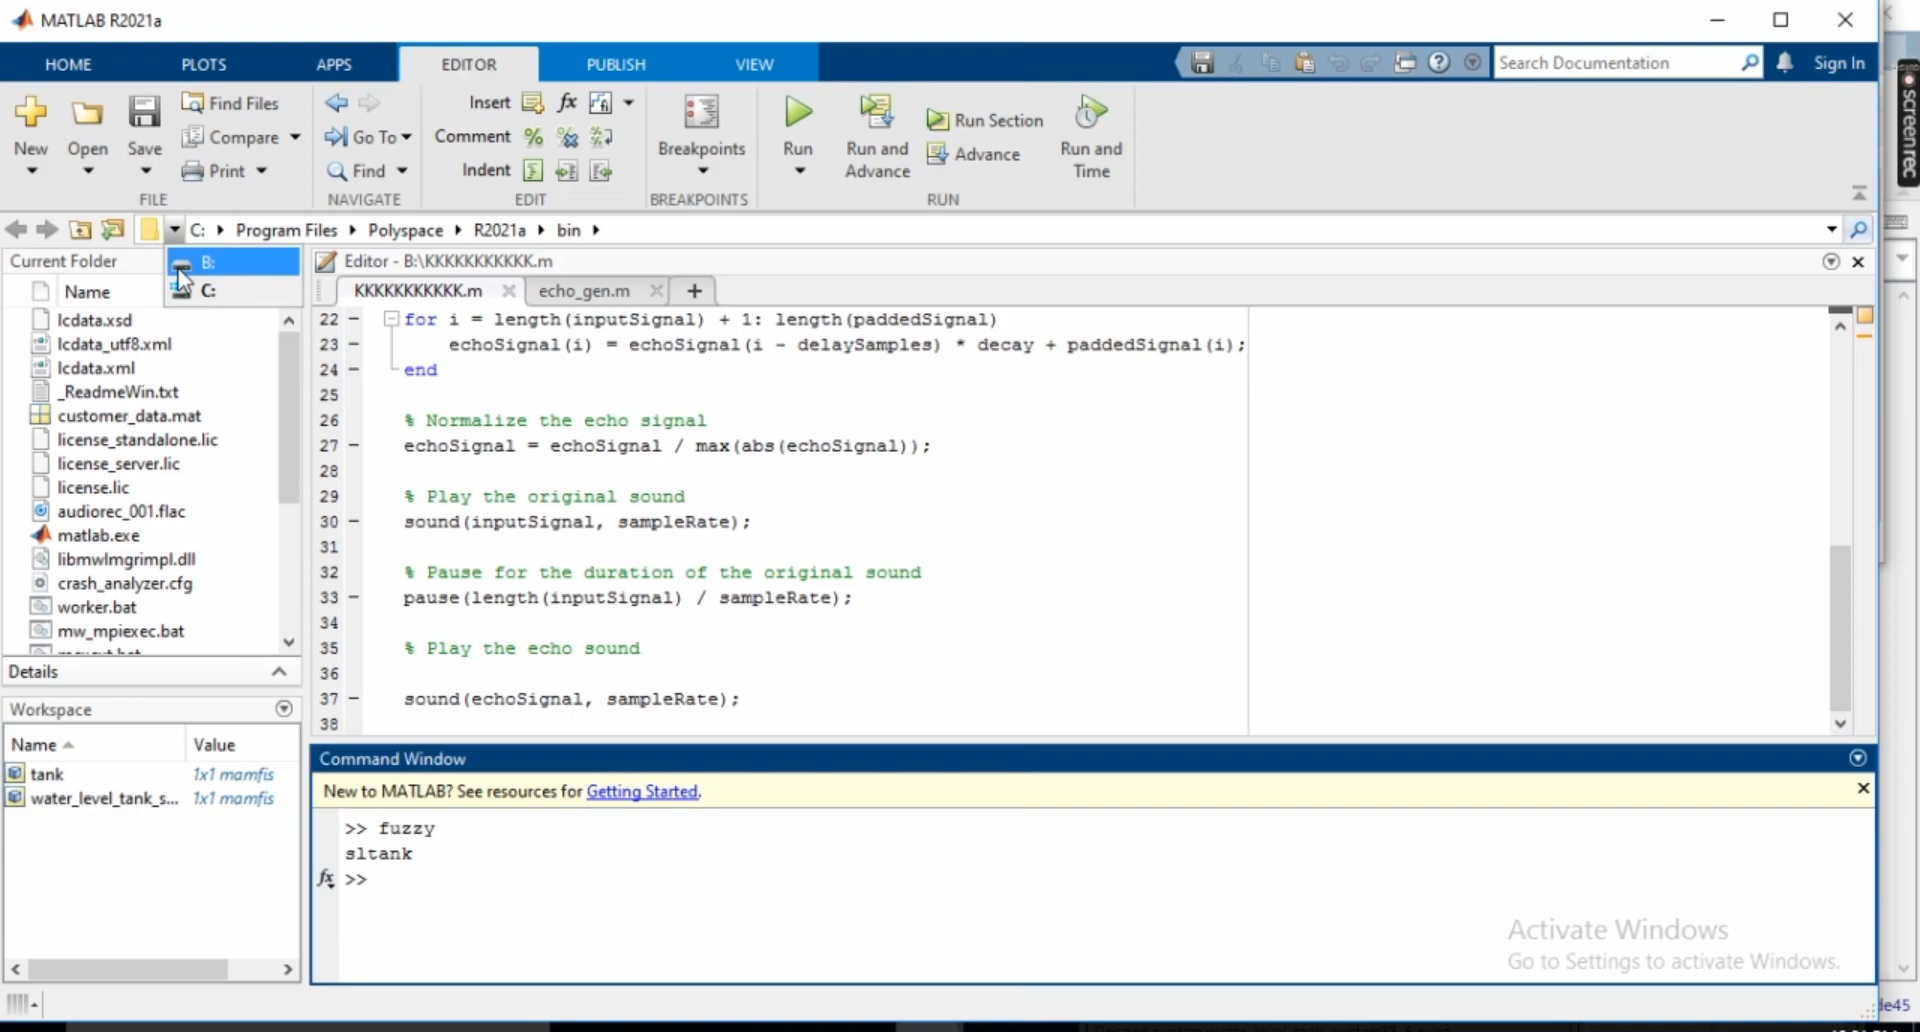 MATLAB R2021a
HOME PLOTS APPS EDITOR PUBLISH VIEW
Search Documentation
Sign In
New
Open
Save
Find Files
Compare
Print
FILE
Go To
Find
NAVIGATE
Insert
Comment
Indent
EDIT
fx
Breakpoints
BREAKPOINTS
Run
Run and
Advance
Run Section
Advance
Run and
Time
RUN
C: Program Files Polyspace R2021a bin
B:
C:
Current Folder
Name
lcdata.xsd
lcdata_utf8.xml
lcdata.xml
_ReadmeWin.txt
customer_data.mat
license_standalone.lic
license_server.lic
license.lic
audiorec_001.flac
matlab.exe
libmwlmgrimpl.dll
crash_analyzer.cfg
worker.bat
mw_mpiexec.bat
Details
Workspace
Name Value
tank 1x1 mamfis
water_level_tank_s... 1x1 mamfis
Editor - B:\KKKKKKKKKKK.m
KKKKKKKKKKK.m echo_gen.m
22 for i = length(inputSignal) + 1: length(paddedSignal)
23 echoSignal(i) = echoSignal(i - delaySamples) * decay + paddedSignal(i);
24 end
25
26 % Normalize the echo signal
27 echoSignal = echoSignal / max(abs(echoSignal));
28
29 % Play the original sound
30 sound(inputSignal, sampleRate);
31
32 % Pause for the duration of the original sound
33 pause(length(inputSignal) / sampleRate);
34
35 % Play the echo sound
36
37 sound(echoSignal, sampleRate);
38
Command Window
New to MATLAB? See resources for Getting Started.
>> fuzzy
sltank
fx >>
Activate Windows
Go to Settings to activate Windows.
screenrec
de45